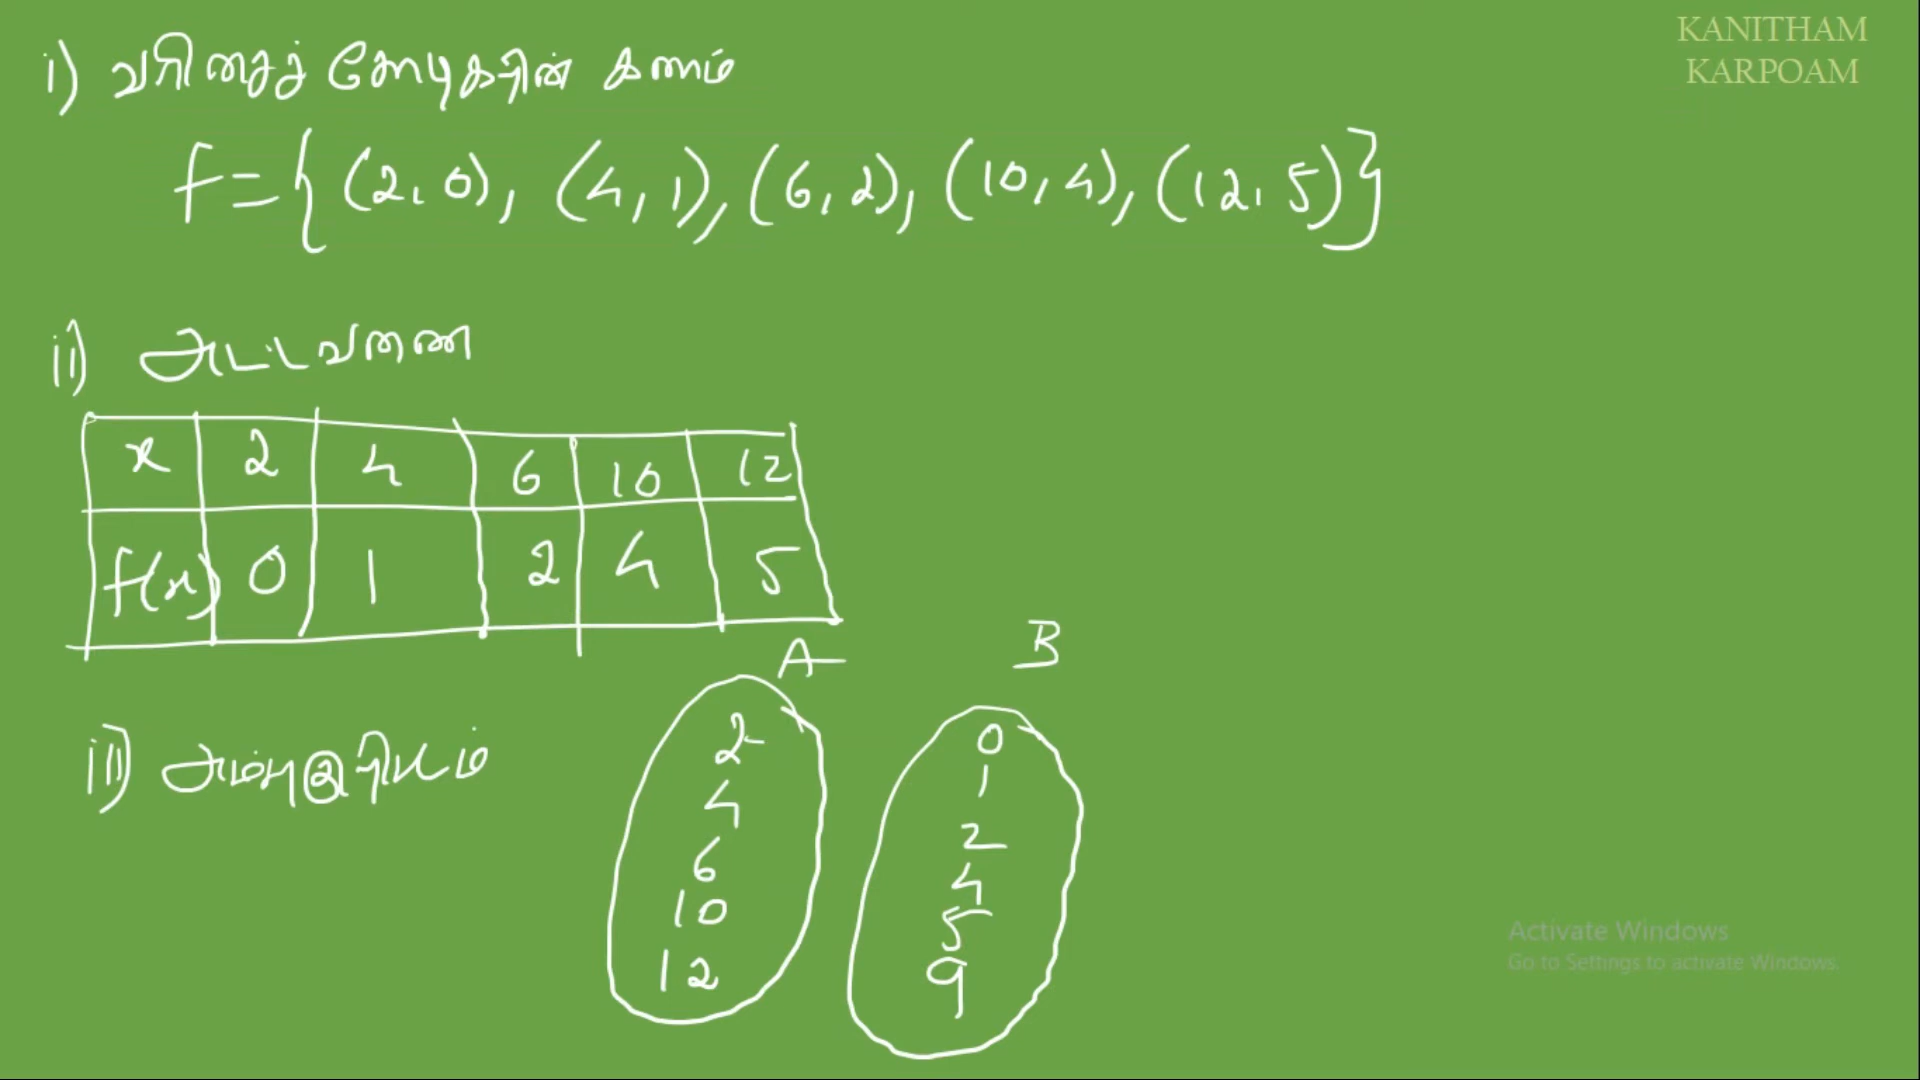 KANITHAM
KARPOAM
i) வரிசைச் சோடிகளின் கணம்
f = { (2, 0), (4, 1), (6, 2), (10, 4), (12, 5) }
ii) அட்டவணை
x 2 4 6 10 12
f(x) 0 1 2 4 5
A B
iii) அம்புகுறியிடம்
2 0
4 1
6 2
10 4
12 5
9
Activate Windows
Go to Settings to activate Windows.